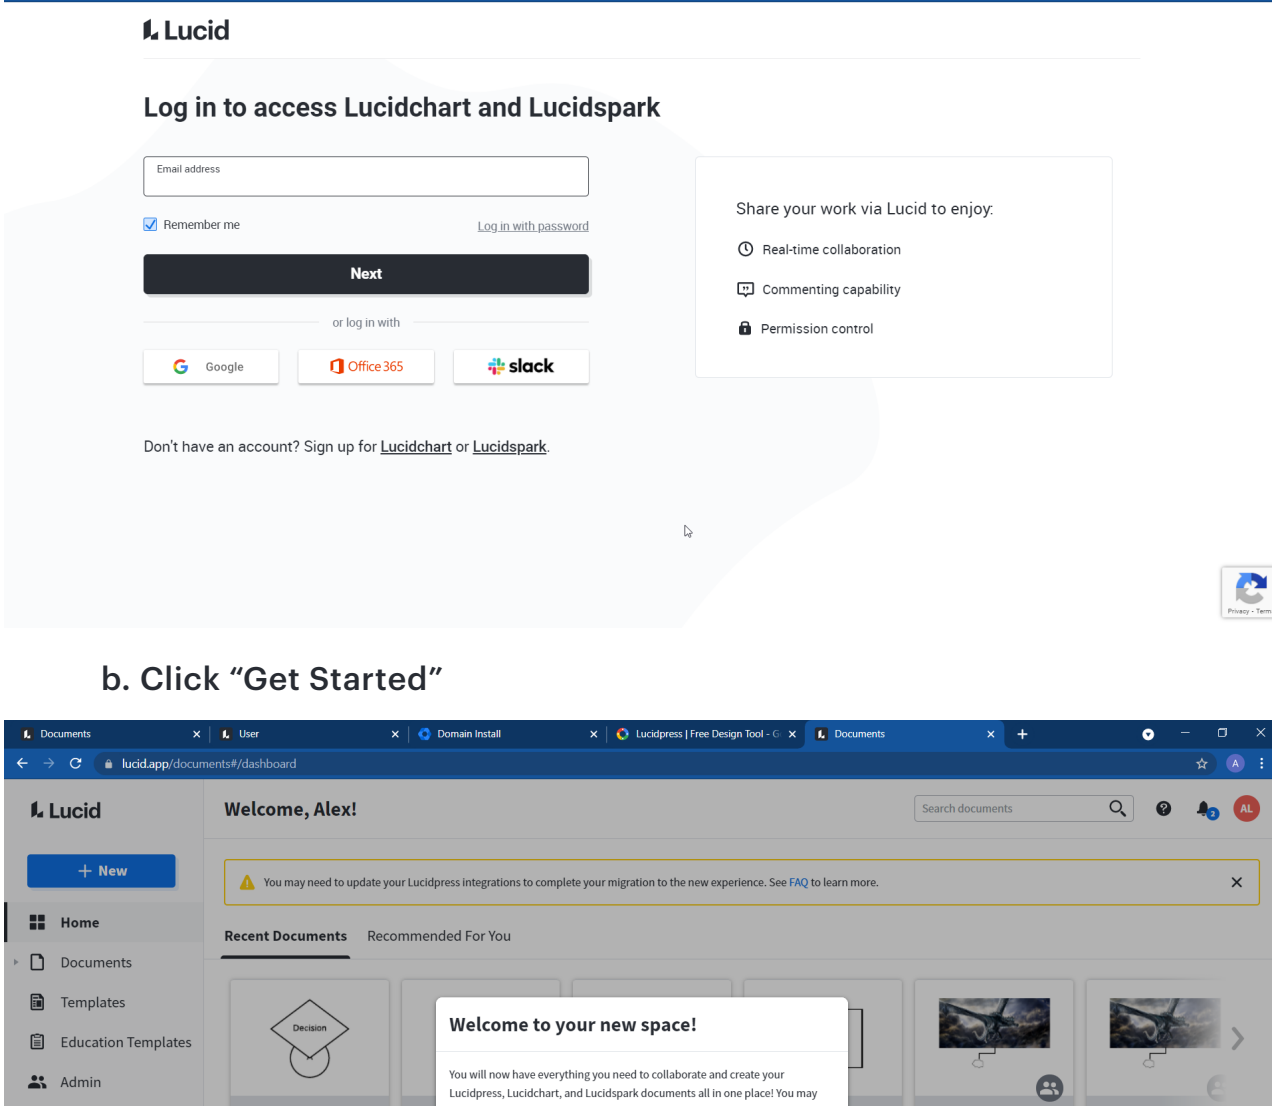 Lucid
Log in to access Lucidchart and Lucidspark
Email address
Remember me
Log in with password
Next
or log in with
Google
Office 365
slack
Don't have an account? Sign up for Lucidchart or Lucidspark.
Share your work via Lucid to enjoy:
Real-time collaboration
Commenting capability
Permission control
Privacy - Term
b. Click “Get Started”
Documents
User
Domain Install
Lucidpress | Free Design Tool - G
Documents
lucid.app/documents#/dashboard
A
Lucid
Welcome, Alex!
Search documents
2
AL
+ New
You may need to update your Lucidpress integrations to complete your migration to the new experience. See FAQ to learn more.
Home
Recent Documents
Recommended For You
Documents
Templates
Education Templates
Admin
Decision
Welcome to your new space!
You will now have everything you need to collaborate and create your
Lucidpress, Lucidchart, and Lucidspark documents all in one place! You may